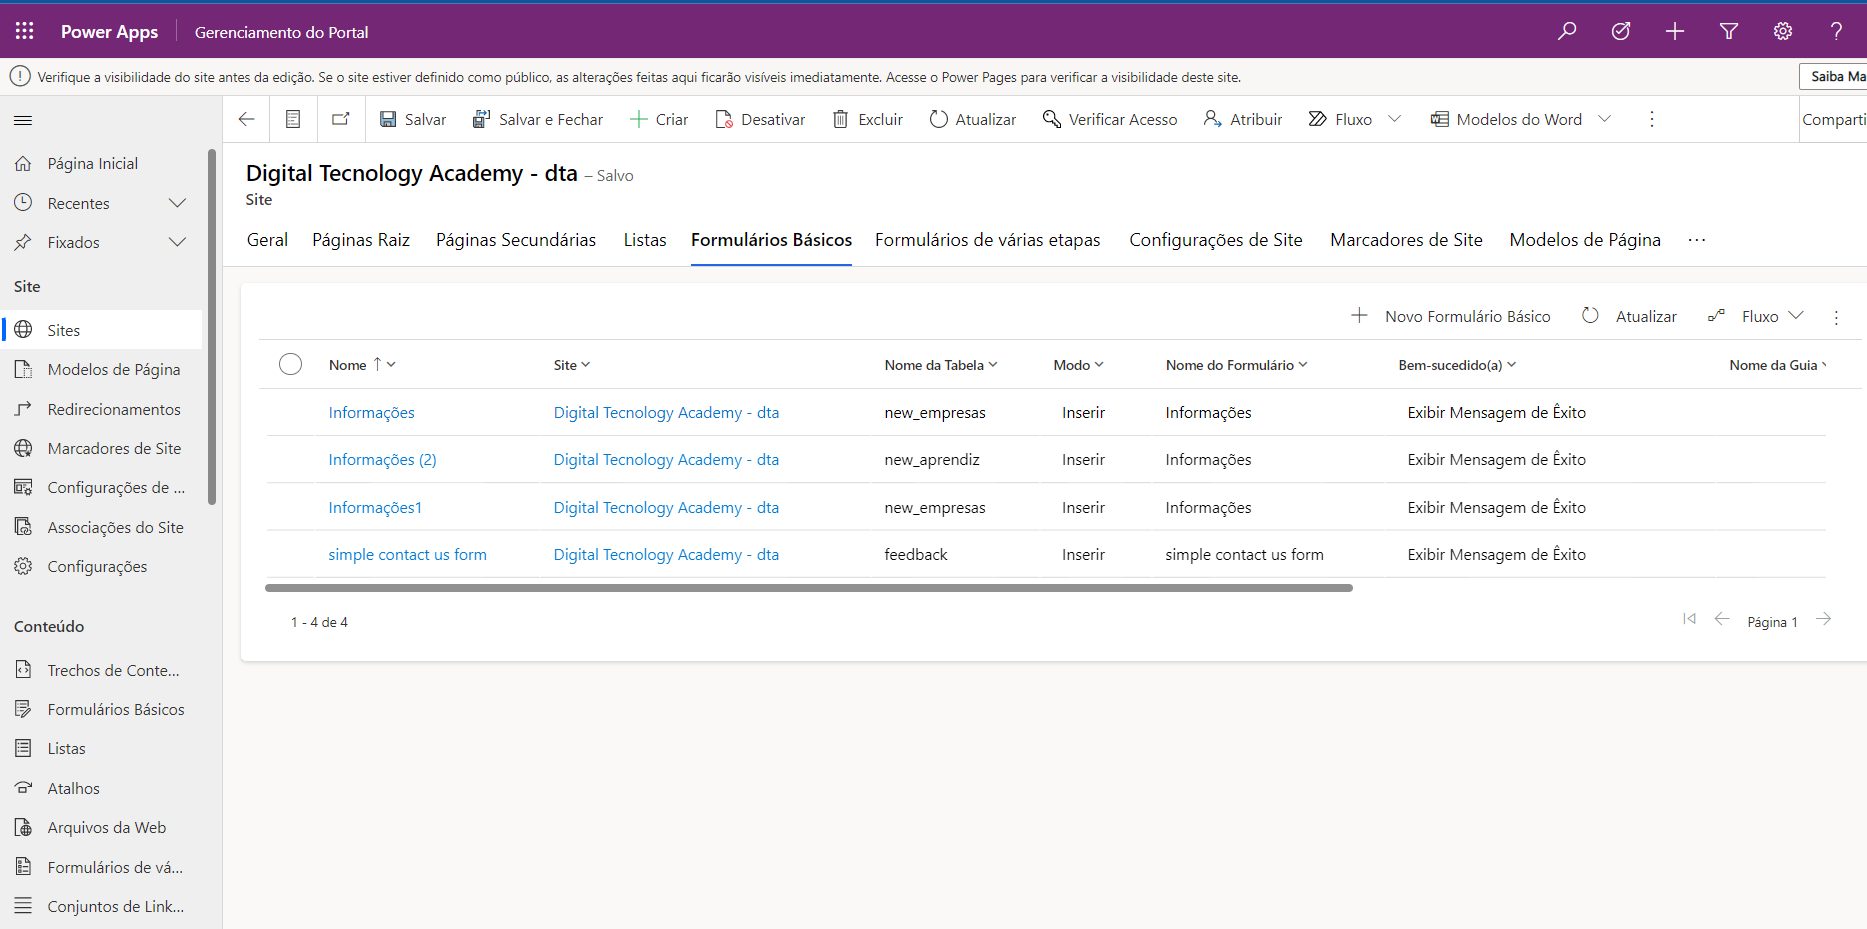 Power Apps
Gerenciamento do Portal
Verifique a visibilidade do site antes da edição. Se o site estiver definido como público, as alterações feitas aqui ficarão visíveis imediatamente. Acesse o Power Pages para verificar a visibilidade deste site.
Saiba Ma
Salvar
Salvar e Fechar
Criar
Desativar
Excluir
Atualizar
Verificar Acesso
Atribuir
Fluxo
Modelos do Word
Comparti
Página Inicial
Recentes
Fixados
Site
Sites
Modelos de Página
Redirecionamentos
Marcadores de Site
Configurações de ...
Associações do Site
Configurações
Conteúdo
Trechos de Conte...
Formulários Básicos
Listas
Atalhos
Arquivos da Web
Formulários de vá...
Conjuntos de Link...
Digital Tecnology Academy - dta – Salvo
Site
Geral Páginas Raiz Páginas Secundárias Listas Formulários Básicos Formulários de várias etapas Configurações de Site Marcadores de Site Modelos de Página ...
Novo Formulário Básico Atualizar Fluxo
Nome ↑ Site Nome da Tabela Modo Nome do Formulário Bem-sucedido(a) Nome da Guia
Informações Digital Tecnology Academy - dta new_empresas Inserir Informações Exibir Mensagem de Êxito
Informações (2) Digital Tecnology Academy - dta new_aprendiz Inserir Informações Exibir Mensagem de Êxito
Informações1 Digital Tecnology Academy - dta new_empresas Inserir Informações Exibir Mensagem de Êxito
simple contact us form Digital Tecnology Academy - dta feedback Inserir simple contact us form Exibir Mensagem de Êxito
1 - 4 de 4
Página 1